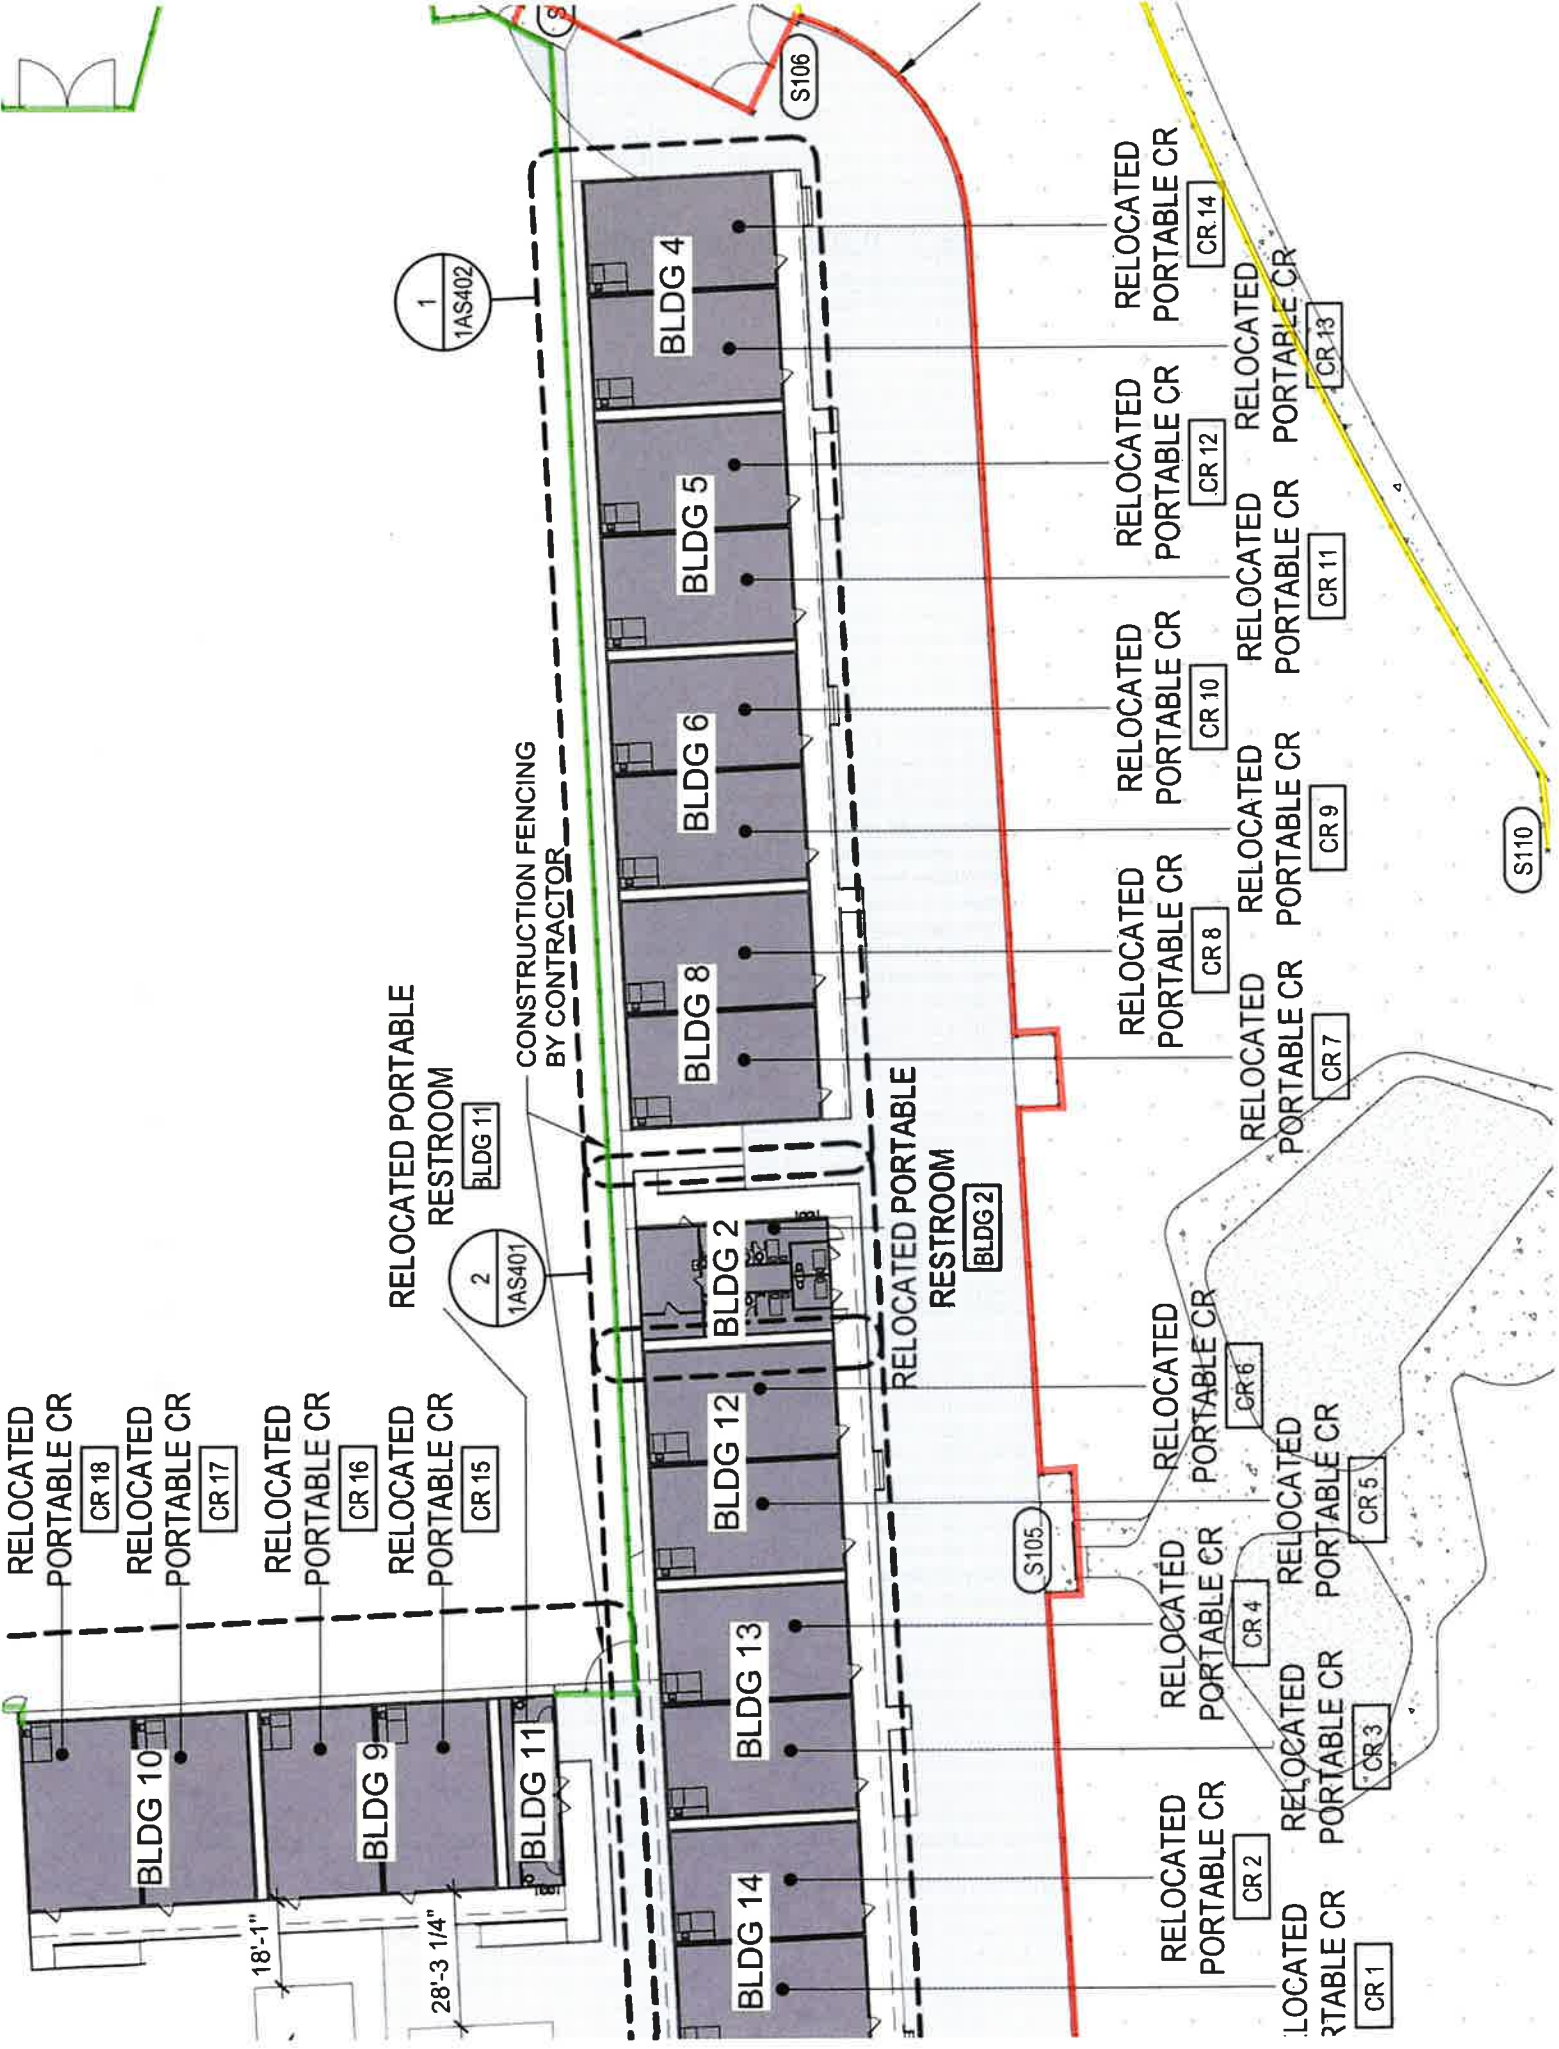 RELOCATED
PORTABLE CR
CR 18
RELOCATED
PORTABLE CR
CR 17
RELOCATED
PORTABLE CR
CR 16
RELOCATED
PORTABLE CR
CR 15
RELOCATED PORTABLE
RESTROOM
BLDG 11
2
1AS401
CONSTRUCTION FENCING
BY CONTRACTOR
1
1AS402
BLDG 10
BLDG 9
BLDG 11
18'-1"
28'-3 1/4"
BLDG 14
BLDG 13
BLDG 12
BLDG 2
BLDG 8
BLDG 6
BLDG 5
BLDG 4
S106
RELOCATED PORTABLE
RESTROOM
BLDG 2
S105
S110
LOCATED
RTABLE CR
CR 1
RELOCATED
PORTABLE CR
CR 2
RELOCATED
PORTABLE CR
CR 3
RELOCATED
PORTABLE CR
CR 4
RELOCATED
PORTABLE CR
CR 5
RELOCATED
PORTABLE CR
CR 6
RELOCATED
PORTABLE CR
CR 7
RELOCATED
PORTABLE CR
CR 8
RELOCATED
PORTABLE CR
CR 9
RELOCATED
PORTABLE CR
CR 10
RELOCATED
PORTABLE CR
CR 11
RELOCATED
PORTABLE CR
CR 12
RELOCATED
PORTABLE CR
CR 13
RELOCATED
PORTABLE CR
CR 14